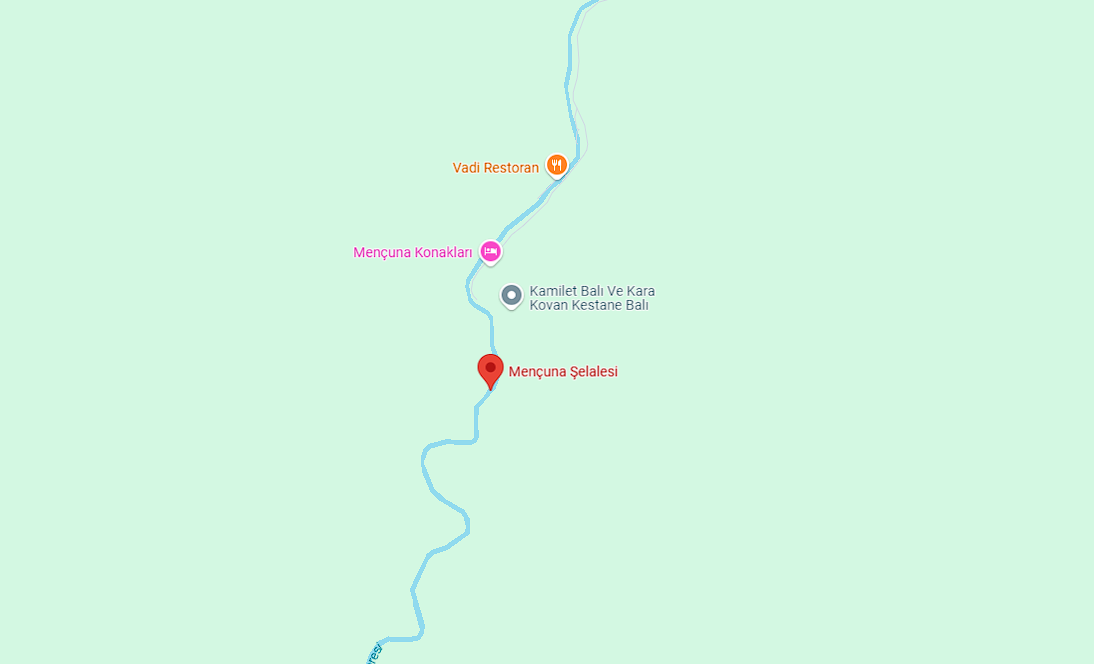 Vadi Restoran
Mençuna Konakları
Kamilet Balı Ve Kara
Kovan Kestane Balı
Mençuna Şelalesi